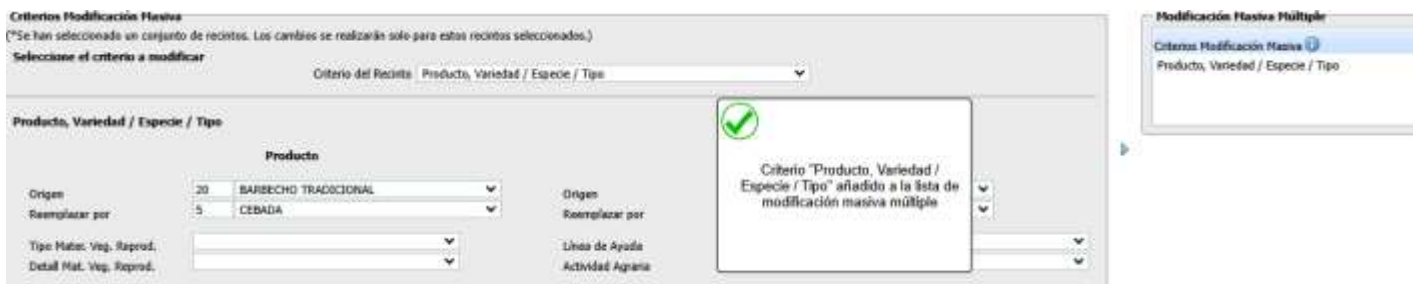 Criterios Modificación Masiva
(*Se han seleccionado un conjunto de recintos. Los cambios se realizarán solo para estos recintos seleccionados.)
Seleccione el criterio a modificar
Criterio del Recinto Producto, Variedad / Especie / Tipo
Producto, Variedad / Especie / Tipo
Producto
Origen 20 BARBECHO TRADICIONAL
Reemplazar por 5 CEBADA
Tipo Mater. Veg. Reprod.
Detall Mat. Veg. Reprod.
Origen
Reemplazar por
Línea de Ayuda
Actividad Agraria
Criterio "Producto, Variedad /
Especie / Tipo" añadido a la lista de
modificación masiva múltiple
Modificación Masiva Múltiple
Criterios Modificación Masiva
Producto, Variedad / Especie / Tipo